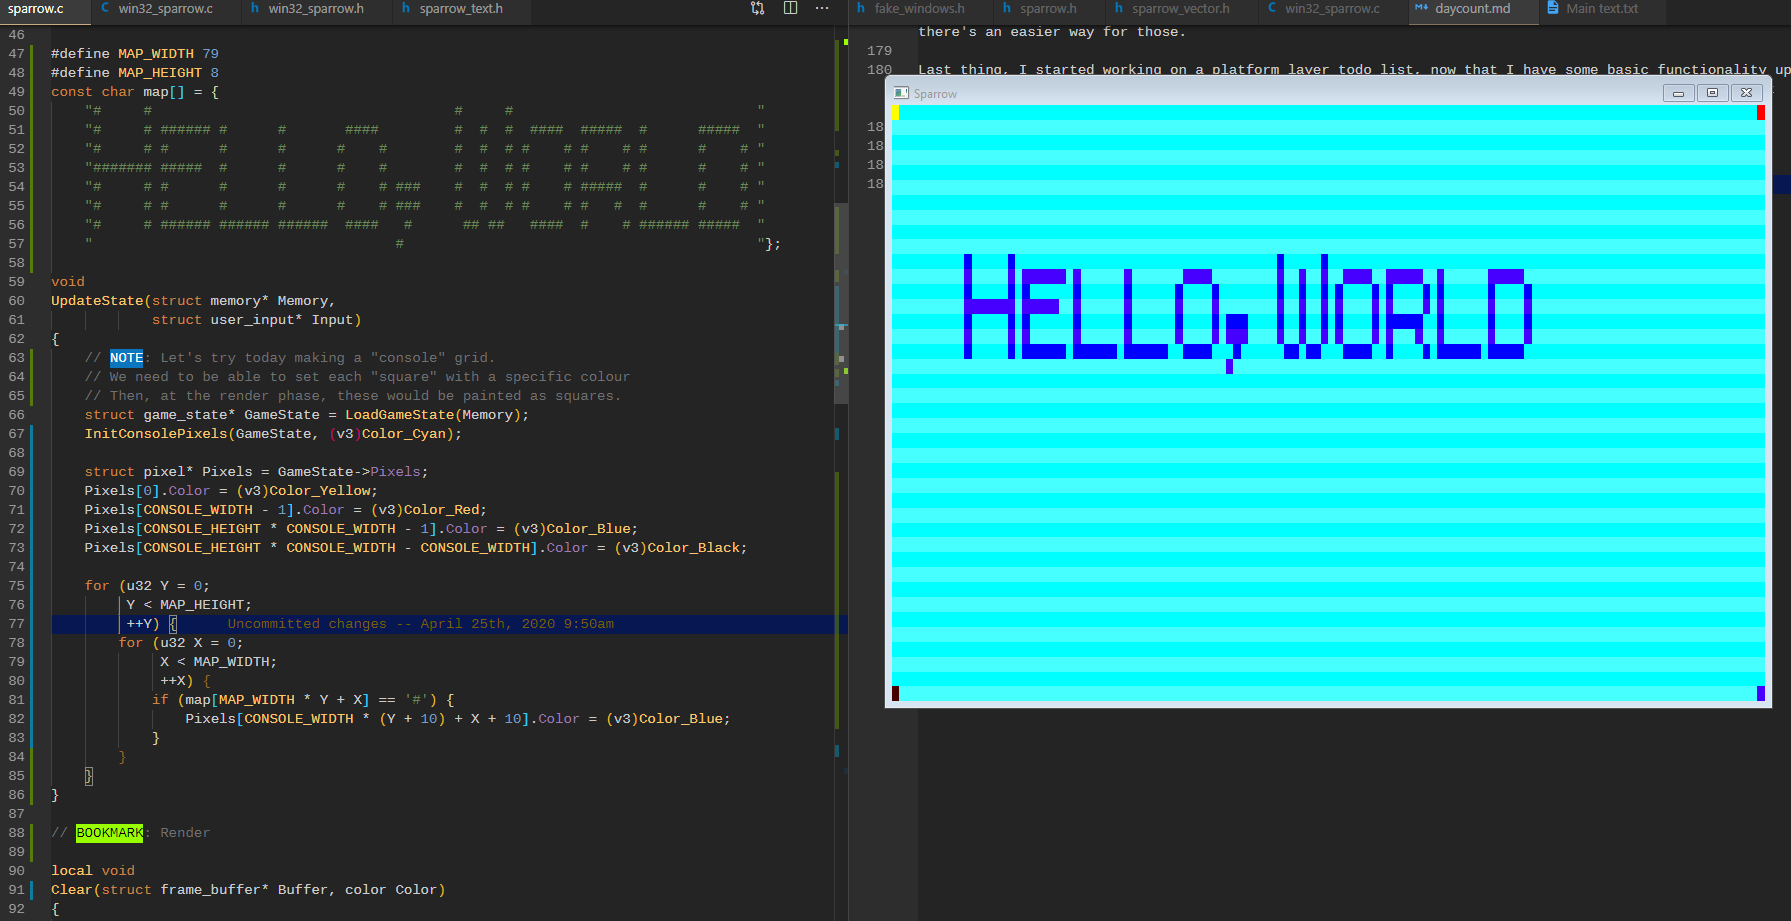 sparrow.c win32_sparrow.c win32_sparrow.h sparrow_text.h
46
47 #define MAP_WIDTH 79
48 #define MAP_HEIGHT 8
49 const char map[] = {
50 "#     #                                    #     #                             "
51 "#     # ###### #      #       ####         #  #  #  ####  #####  #      #####  "
52 "#     # #      #      #      #    #        #  #  # #    # #    # #      #    # "
53 "####### #####  #      #      #    #        #  #  # #    # #    # #      #    # "
54 "#     # #      #      #      #    # ###    #  #  # #    # #####  #      #    # "
55 "#     # #      #      #      #    # ###    #  #  # #    # #   #  #      #    # "
56 "#     # ###### ###### ######  ####   #      ## ##   ####  #    # ###### #####  "
57 "                                    #                                          "};
58
59 void
60 UpdateState(struct memory* Memory,
61 struct user_input* Input)
62 {
63 // NOTE: Let's try today making a "console" grid.
64 // We need to be able to set each "square" with a specific colour
65 // Then, at the render phase, these would be painted as squares.
66 struct game_state* GameState = LoadGameState(Memory);
67 InitConsolePixels(GameState, (v3)Color_Cyan);
68
69 struct pixel* Pixels = GameState->Pixels;
70 Pixels[0].Color = (v3)Color_Yellow;
71 Pixels[CONSOLE_WIDTH - 1].Color = (v3)Color_Red;
72 Pixels[CONSOLE_HEIGHT * CONSOLE_WIDTH - 1].Color = (v3)Color_Blue;
73 Pixels[CONSOLE_HEIGHT * CONSOLE_WIDTH - CONSOLE_WIDTH].Color = (v3)Color_Black;
74
75 for (u32 Y = 0;
76 Y < MAP_HEIGHT;
77 ++Y) { Uncommitted changes -- April 25th, 2020 9:50am
78 for (u32 X = 0;
79 X < MAP_WIDTH;
80 ++X) {
81 if (map[MAP_WIDTH * Y + X] == '#') {
82 Pixels[CONSOLE_WIDTH * (Y + 10) + X + 10].Color = (v3)Color_Blue;
83 }
84 }
85 }
86 }
87
88 // BOOKMARK: Render
89
90 local void
91 Clear(struct frame_buffer* Buffer, color Color)
92 {
fake_windows.h sparrow.h sparrow_vector.h win32_sparrow.c daycount.md Main text.txt
there's an easier way for those.
179
180 Last thing, I started working on a platform layer todo list, now that I have some basic functionality up
Sparrow
18
18
18
18
HELLO, WORLD